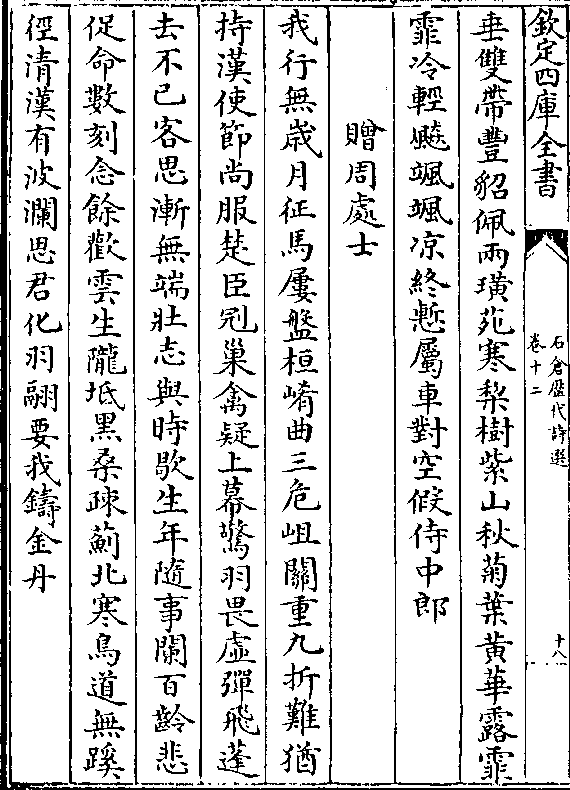 欽定四庫全書
石倉歴代詩選
卷十二
十八
垂雙帶豐貂佩兩璜苑寒梨樹紫山秋菊葉黄華露霏
霏冷輕飈颯颯凉終慙屬車對空假侍中郎
贈周處士
我行無歳月征馬屢盤桓崤曲三危岨關重九折難猶
持漢使節尚服楚臣冠巢禽疑上幕驚羽畏虚彈飛蓬
去不已客思漸無端壯志與時歇生年隨事闌百齡悲
促命數刻念餘歡雲生隴坻黒桑疎薊北寒鳥道無蹊
徑清漢有波瀾思君化羽翮要我鑄金丹